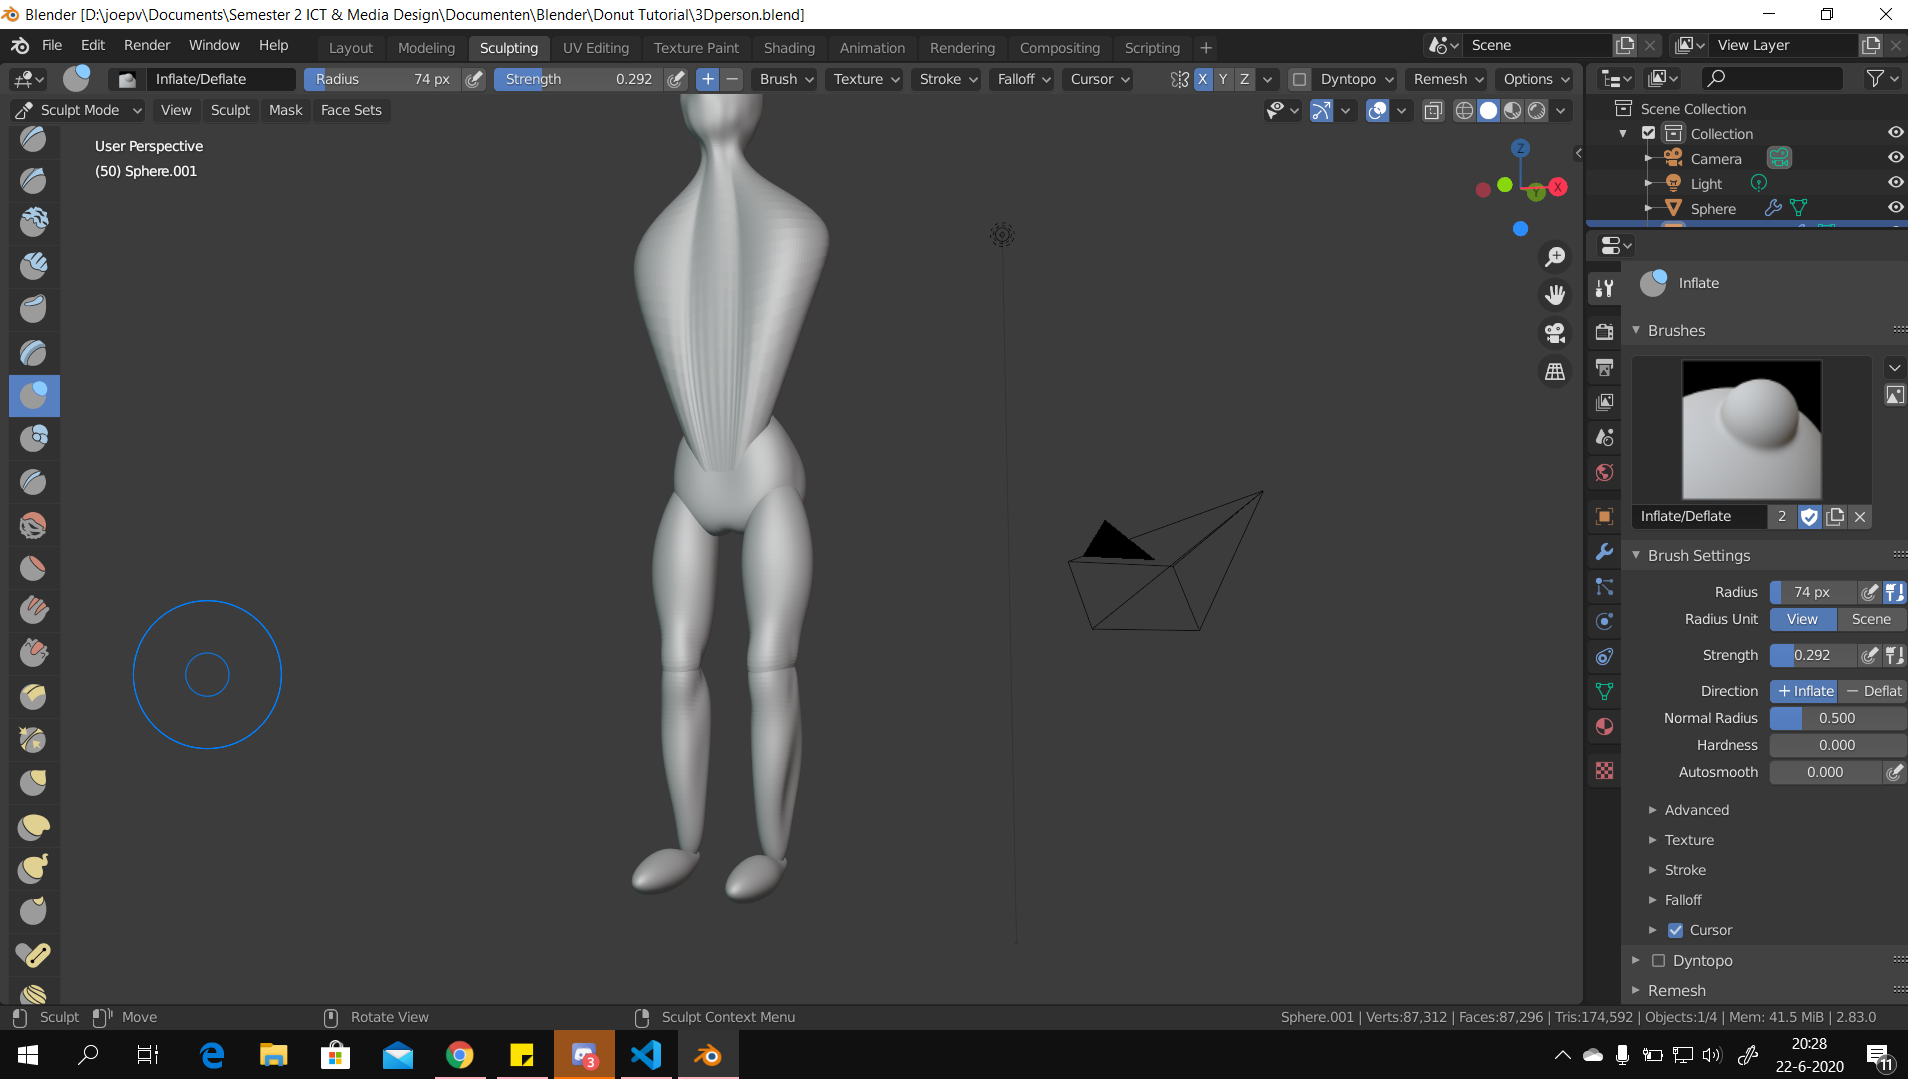 Blender [D:\joepv\Documents\Semester 2 ICT & Media Design\Documenten\Blender\Donut Tutorial\3Dperson.blend]
File Edit Render Window Help Layout Modeling Sculpting UV Editing Texture Paint Shading Animation Rendering Compositing Scripting + Scene View Layer
Inflate/Deflate Radius 74 px Strength 0.292 + − Brush Texture Stroke Falloff Cursor X Y Z Dyntopo Remesh Options
Sculpt Mode View Sculpt Mask Face Sets
User Perspective
(50) Sphere.001
Z
X
Y
Scene Collection
Collection
Camera
Light
Sphere
Inflate
Brushes
Inflate/Deflate 2
Brush Settings
Radius 74 px
Radius Unit View Scene
Strength 0.292
Direction + Inflate − Deflat
Normal Radius 0.500
Hardness 0.000
Autosmooth 0.000
Advanced
Texture
Stroke
Falloff
Cursor
Dyntopo
Remesh
Sculpt Move Rotate View Sculpt Context Menu Sphere.001 | Verts:87,312 | Faces:87,296 | Tris:174,592 | Objects:1/4 | Mem: 41.5 MiB | 2.83.0
3
20:28
22-6-2020
11